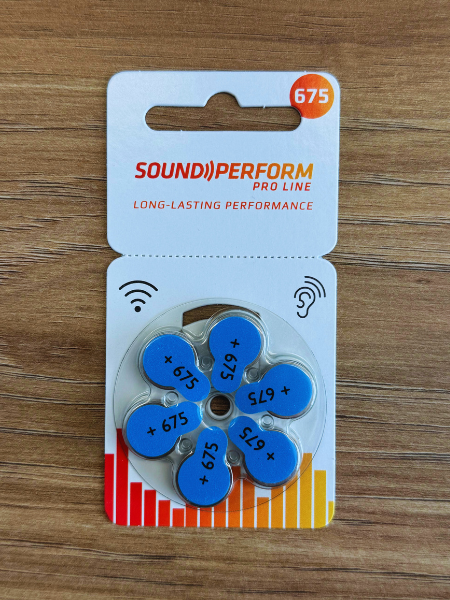 675
SOUND PERFORM
PRO LINE
LONG-LASTING PERFORMANCE
+ 675
+ 675
+ 675
+ 675
+ 675
+ 675